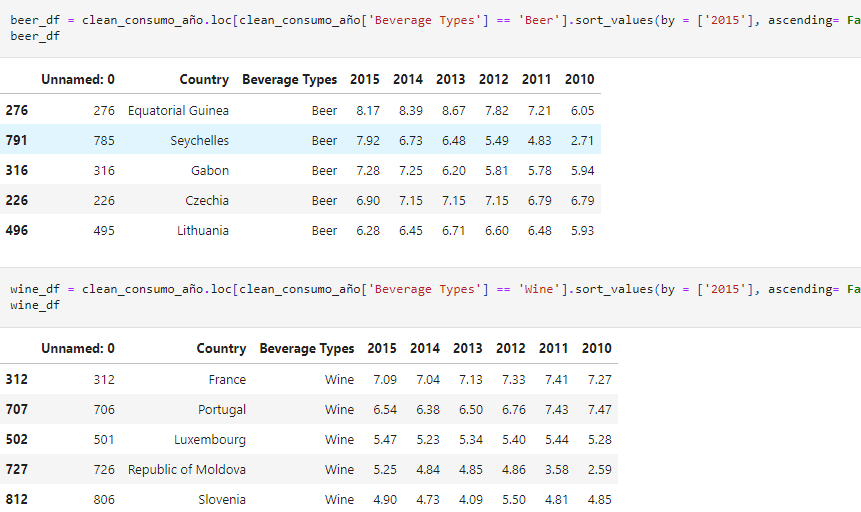 beer_df = clean_consumo_año.loc[clean_consumo_año['Beverage Types'] == 'Beer'].sort_values(by = ['2015'], ascending= Fa
beer_df
Unnamed: 0 Country Beverage Types 2015 2014 2013 2012 2011 2010
276 276 Equatorial Guinea Beer 8.17 8.39 8.67 7.82 7.21 6.05
791 785 Seychelles Beer 7.92 6.73 6.48 5.49 4.83 2.71
316 316 Gabon Beer 7.28 7.25 6.20 5.81 5.78 5.94
226 226 Czechia Beer 6.90 7.15 7.15 7.15 6.79 6.79
496 495 Lithuania Beer 6.28 6.45 6.71 6.60 6.48 5.93
wine_df = clean_consumo_año.loc[clean_consumo_año['Beverage Types'] == 'Wine'].sort_values(by = ['2015'], ascending= Fa
wine_df
Unnamed: 0 Country Beverage Types 2015 2014 2013 2012 2011 2010
312 312 France Wine 7.09 7.04 7.13 7.33 7.41 7.27
707 706 Portugal Wine 6.54 6.38 6.50 6.76 7.43 7.47
502 501 Luxembourg Wine 5.47 5.23 5.34 5.40 5.44 5.28
727 726 Republic of Moldova Wine 5.25 4.84 4.85 4.86 3.58 2.59
812 806 Slovenia Wine 4.90 4.73 4.09 5.50 4.81 4.85